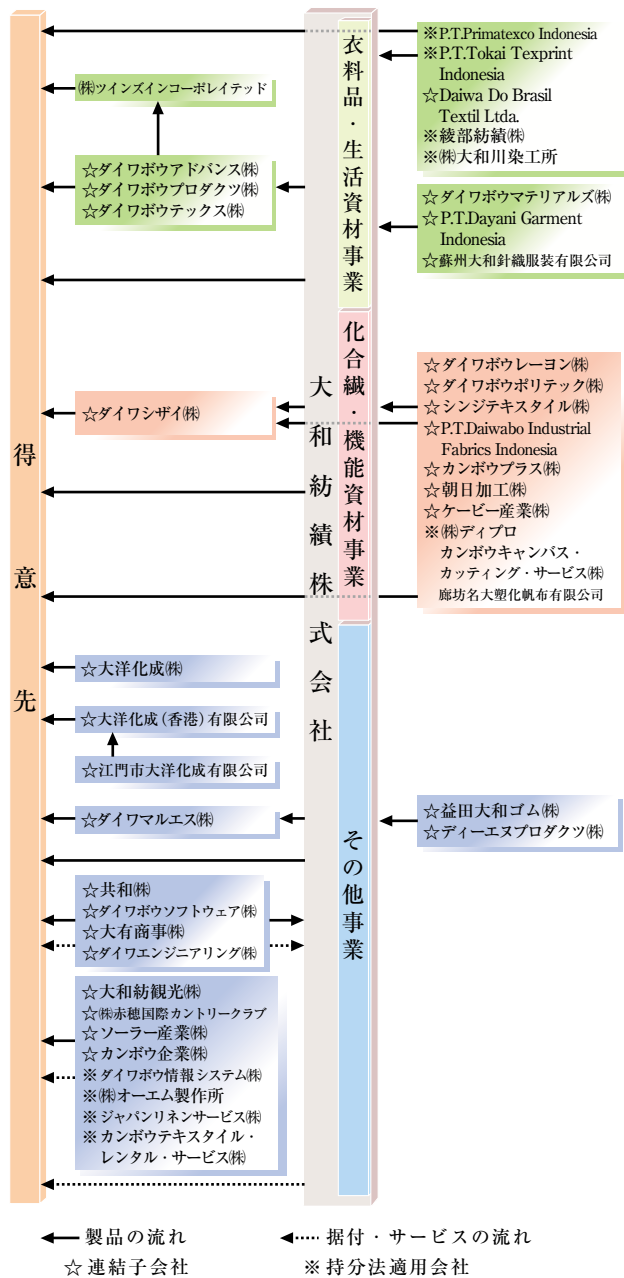 得意先
大和紡績株式会社
衣料品・生活資材事業
※P.T.Primatexco Indonesia
※P.T.Tokai Texprint
Indonesia
☆Daiwa Do Brasil
Textil Ltda.
※綾部紡績㈱
※㈱大和川染工所
㈱ツインズインコーポレイテッド
☆ダイワボウアドバンス㈱
☆ダイワボウプロダクツ㈱
☆ダイワボウテックス㈱
☆ダイワボウマテリアルズ㈱
☆P.T.Dayani Garment
Indonesia
☆蘇州大和針織服装有限公司
化合繊・機能資材事業
☆ダイワシザイ㈱
☆ダイワボウレーヨン㈱
☆ダイワボウポリテック㈱
☆シンジテキスタイル㈱
☆P.T.Daiwabo Industrial
Fabrics Indonesia
☆カンボウプラス㈱
☆朝日加工㈱
☆ケービー産業㈱
※㈱ディプロ
カンボウキャンバス・
カッティング・サービス㈱
廊坊名大塑化帆布有限公司
その他事業
☆大洋化成㈱
☆大洋化成（香港）有限公司
☆江門市大洋化成有限公司
☆ダイワマルエス㈱
☆益田大和ゴム㈱
☆ディーエヌプロダクツ㈱
☆共和㈱
☆ダイワボウソフトウェア㈱
☆大有商事㈱
☆ダイワエンジニアリング㈱
☆大和紡観光㈱
☆㈱赤穂国際カントリークラブ
☆ソーラー産業㈱
☆カンボウ企業㈱
※ダイワボウ情報システム㈱
※㈱オーエム製作所
※ジャパンリネンサービス㈱
※カンボウテキスタイル・
レンタル・サービス㈱
製品の流れ
据付・サービスの流れ
☆連結子会社
※持分法適用会社